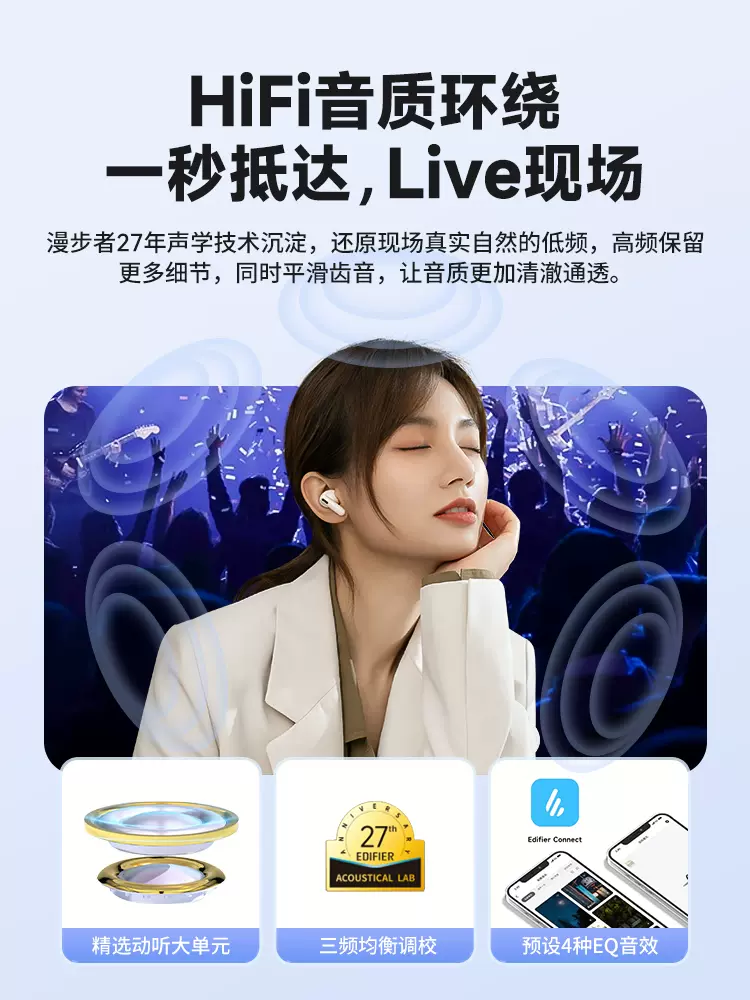 HiFi音质环绕
一秒抵达,Live现场
漫步者27年声学技术沉淀，还原现场真实自然的低频，高频保留
更多细节，同时平滑齿音，让音质更加清澈通透。
ANNIVERSARY
27th
EDIFIER
ACOUSTICAL LAB
Edifier Connect
精选动听大单元
三频均衡调校
预设4种EQ音效